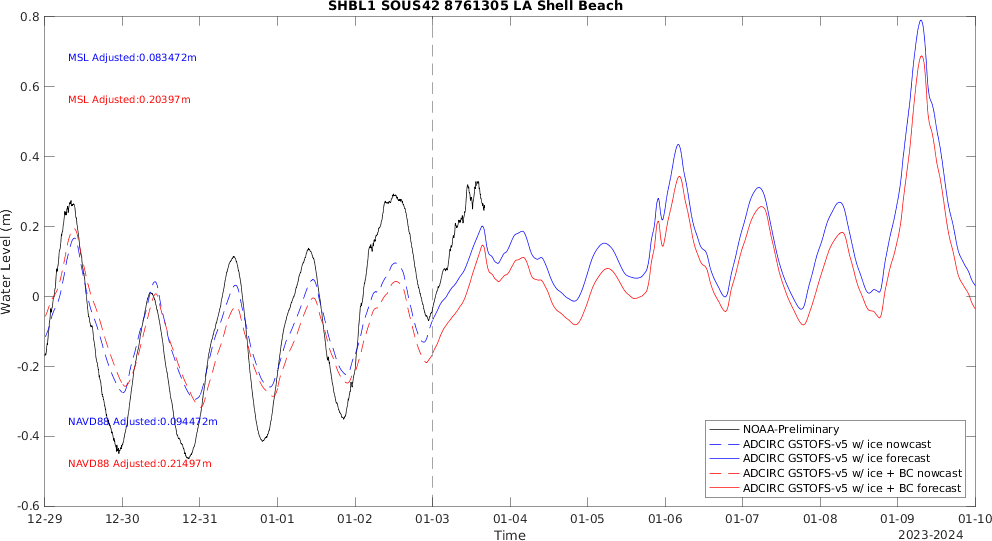 SHBL1 SOUS42 8761305 LA Shell Beach
0.8
0.6
0.4
0.2
0
-0.2
-0.4
-0.6
Water Level (m)
MSL Adjusted:0.083472m
MSL Adjusted:0.20397m
NAVD88 Adjusted:0.094472m
NAVD88 Adjusted:0.21497m
NOAA-Preliminary
ADCIRC GSTOFS-v5 w/ ice nowcast
ADCIRC GSTOFS-v5 w/ ice forecast
ADCIRC GSTOFS-v5 w/ ice + BC nowcast
ADCIRC GSTOFS-v5 w/ ice + BC forecast
12-29 12-30 12-31 01-01 01-02 01-03 01-04 01-05 01-06 01-07 01-08 01-09 01-10
Time
2023-2024